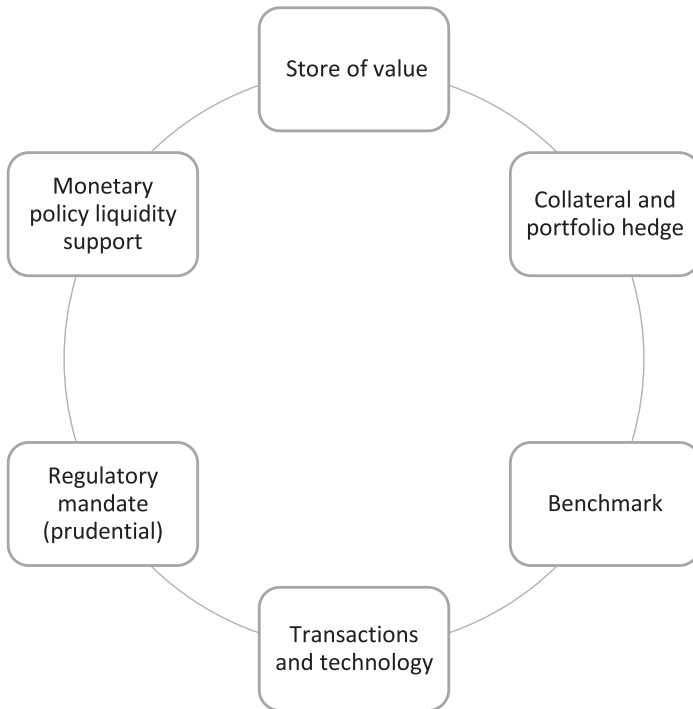 Store of value
Collateral and
portfolio hedge
Benchmark
Transactions
and technology
Regulatory
mandate
(prudential)
Monetary
policy liquidity
support